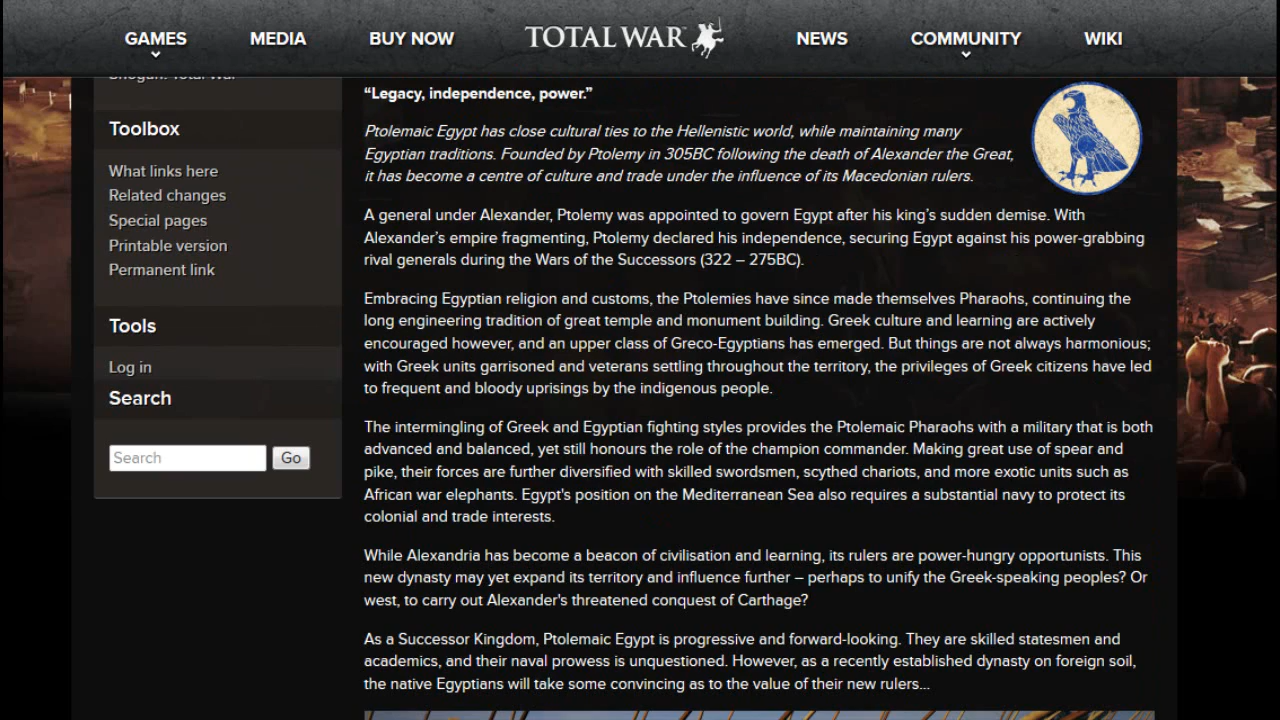 GAMES
MEDIA
BUY NOW
TOTAL WAR
NEWS
COMMUNITY
WIKI
Toolbox
What links here
Related changes
Special pages
Printable version
Permanent link
Tools
Log in
Search
Search
Go
“Legacy, independence, power.”
Ptolemaic Egypt has close cultural ties to the Hellenistic world, while maintaining many
Egyptian traditions. Founded by Ptolemy in 305BC following the death of Alexander the Great,
it has become a centre of culture and trade under the influence of its Macedonian rulers.
A general under Alexander, Ptolemy was appointed to govern Egypt after his king’s sudden demise. With
Alexander’s empire fragmenting, Ptolemy declared his independence, securing Egypt against his power-grabbing
rival generals during the Wars of the Successors (322 – 275BC).
Embracing Egyptian religion and customs, the Ptolemies have since made themselves Pharaohs, continuing the
long engineering tradition of great temple and monument building. Greek culture and learning are actively
encouraged however, and an upper class of Greco-Egyptians has emerged. But things are not always harmonious;
with Greek units garrisoned and veterans settling throughout the territory, the privileges of Greek citizens have led
to frequent and bloody uprisings by the indigenous people.
The intermingling of Greek and Egyptian fighting styles provides the Ptolemaic Pharaohs with a military that is both
advanced and balanced, yet still honours the role of the champion commander. Making great use of spear and
pike, their forces are further diversified with skilled swordsmen, scythed chariots, and more exotic units such as
African war elephants. Egypt's position on the Mediterranean Sea also requires a substantial navy to protect its
colonial and trade interests.
While Alexandria has become a beacon of civilisation and learning, its rulers are power-hungry opportunists. This
new dynasty may yet expand its territory and influence further – perhaps to unify the Greek-speaking peoples? Or
west, to carry out Alexander's threatened conquest of Carthage?
As a Successor Kingdom, Ptolemaic Egypt is progressive and forward-looking. They are skilled statesmen and
academics, and their naval prowess is unquestioned. However, as a recently established dynasty on foreign soil,
the native Egyptians will take some convincing as to the value of their new rulers...